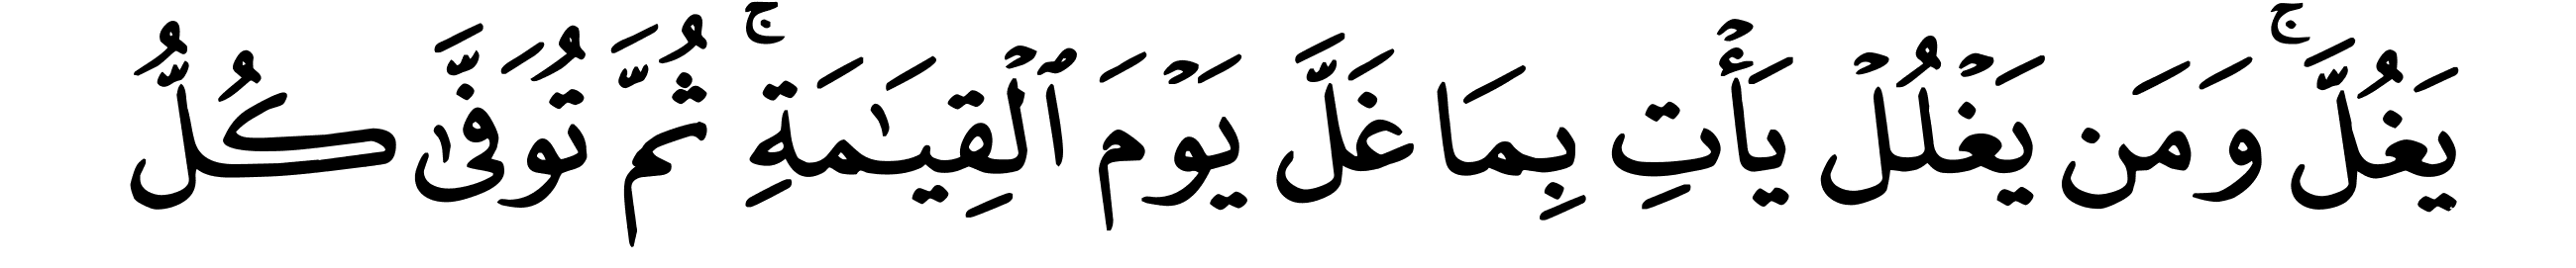 يَغُلَّۚ وَمَن يَغۡلُلۡ يَأۡتِ بِمَا غَلَّ يَوۡمَ ٱلۡقِيَٰمَةِۚ ثُمَّ تُوَفَّىٰ كُلُّ